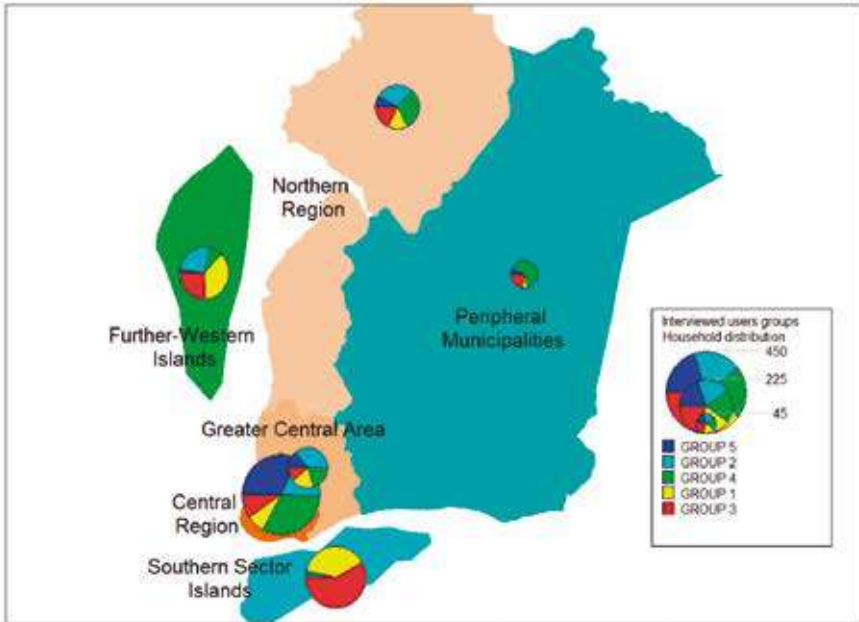 Northern
Region
Further-Western
Islands
Peripheral
Municipalities
Greater Central Area
Central
Region
Southern Sector
Islands
Interviewed users groups
Household distribution
450
225
45
GROUP 5
GROUP 2
GROUP 4
GROUP 1
GROUP 3